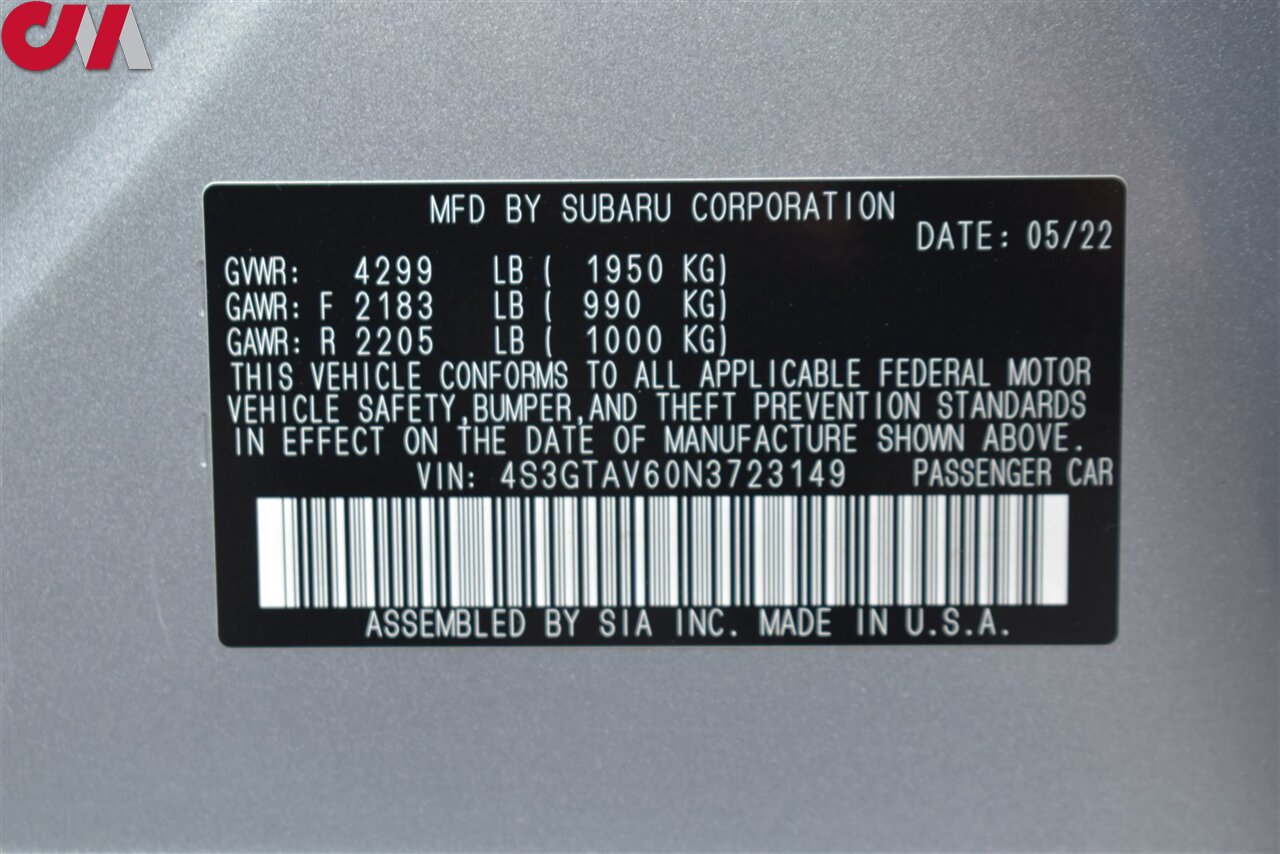 CM
MFD BY SUBARU CORPORATION
DATE: 05/22
GVWR: 4299 LB ( 1950 KG)
GAWR: F 2183 LB ( 990 KG)
GAWR: R 2205 LB ( 1000 KG)
THIS VEHICLE CONFORMS TO ALL APPLICABLE FEDERAL MOTOR
VEHICLE SAFETY,BUMPER,AND THEFT PREVENTION STANDARDS
IN EFFECT ON THE DATE OF MANUFACTURE SHOWN ABOVE.
VIN: 4S3GTAV60N3723149 PASSENGER CAR
ASSEMBLED BY SIA INC. MADE IN U.S.A.